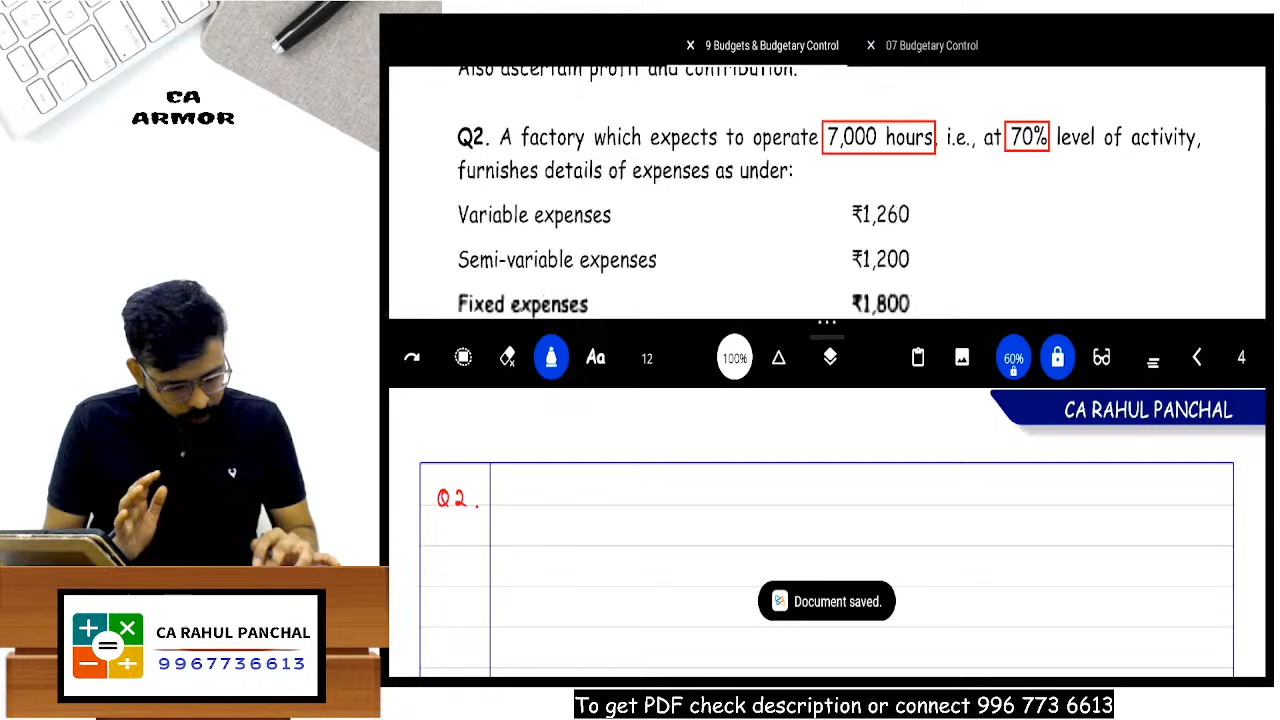 CA
ARMOR
9 Budgets & Budgetary Control
07 Budgetary Control
Also ascertain profit and contribution.
Q2. A factory which expects to operate 7,000 hours, i.e., at 70% level of activity,
furnishes details of expenses as under:
Variable expenses ₹1,260
Semi-variable expenses ₹1,200
Fixed expenses ₹1,800
Aa
12
100%
60%
4
CA RAHUL PANCHAL
Q2.
Document saved.
CA RAHUL PANCHAL
9967736613
To get PDF check description or connect 996 773 6613